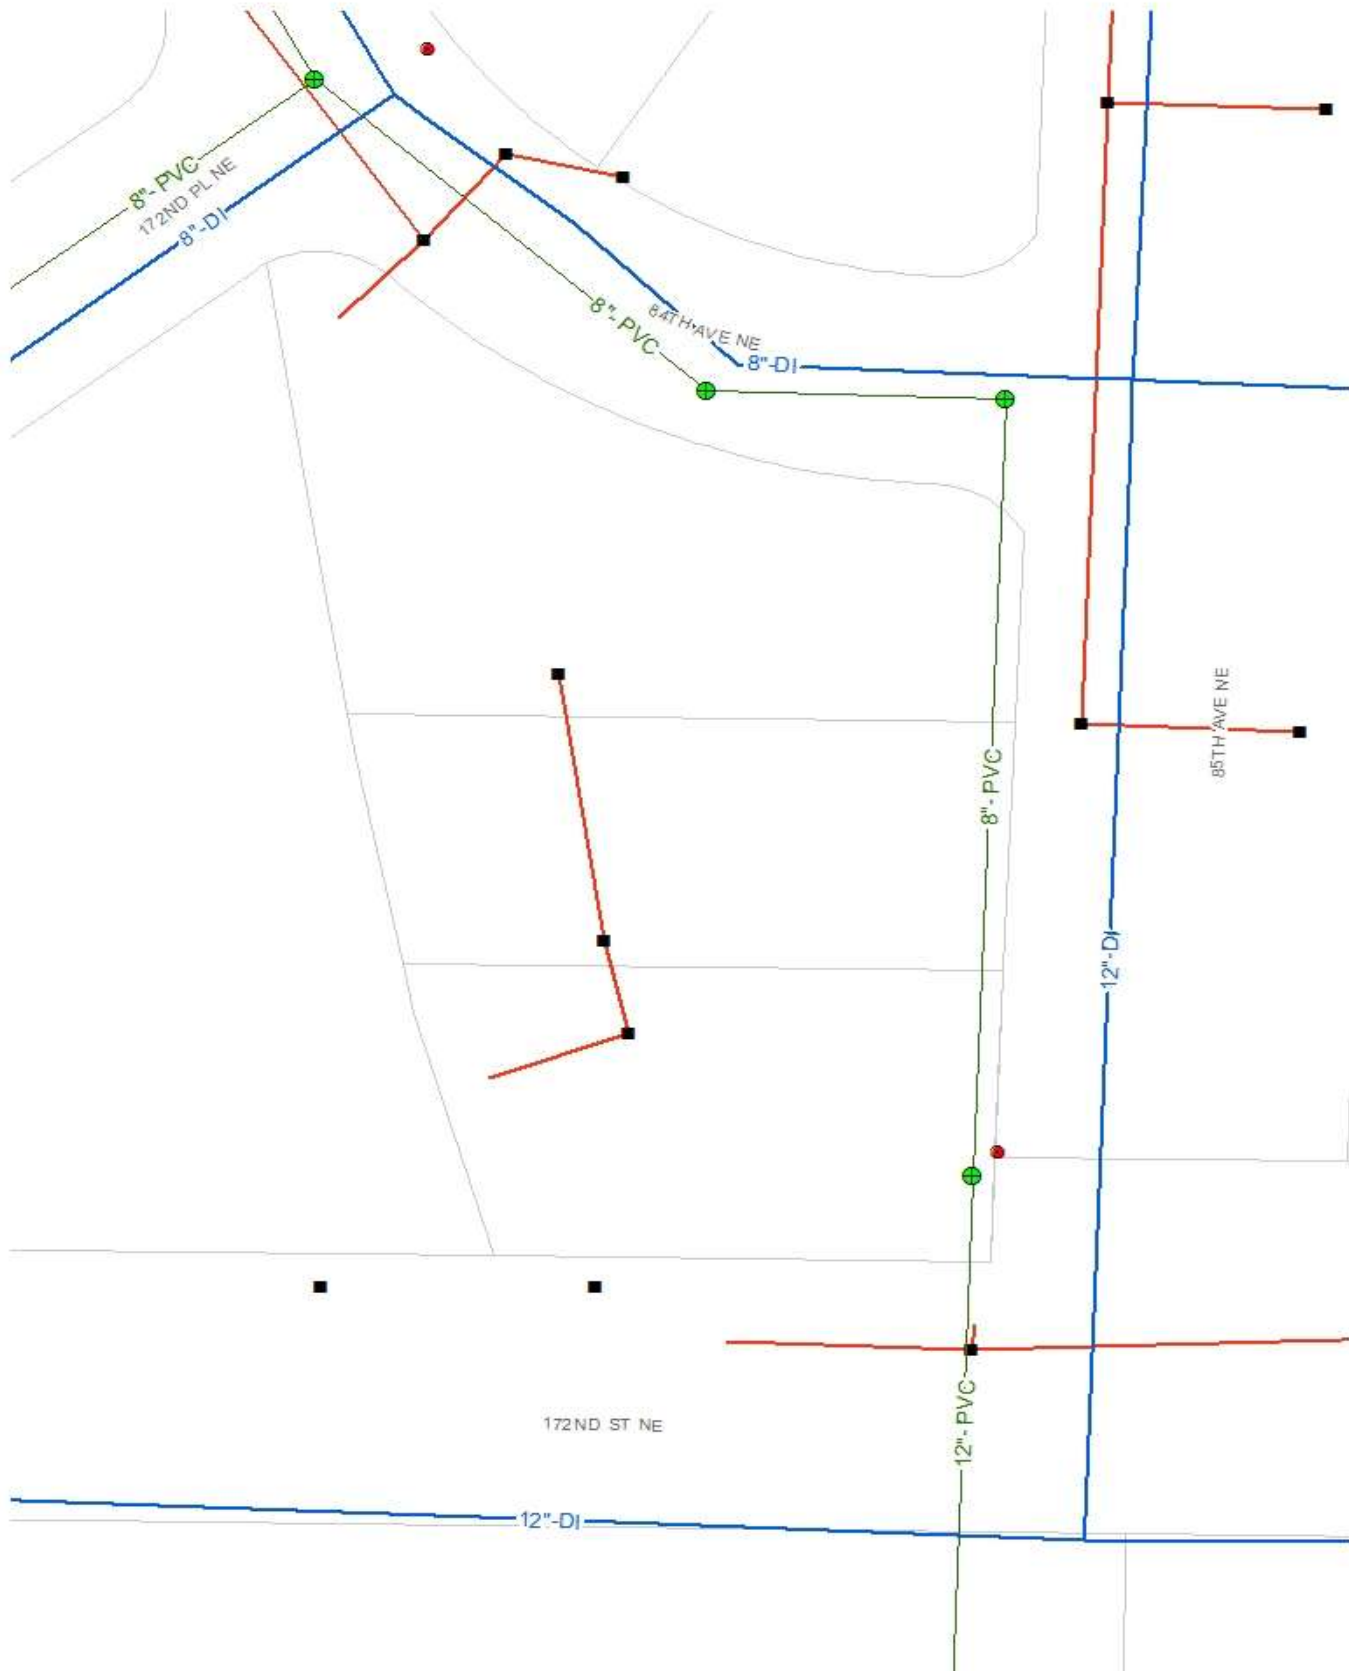 8"- PVC
172ND PL NE
8"-DI
8"- PVC
84TH AVE NE
8"-DI
85TH AVE NE
8"- PVC
12"-DI
12"- PVC
172ND ST NE
12"-DI